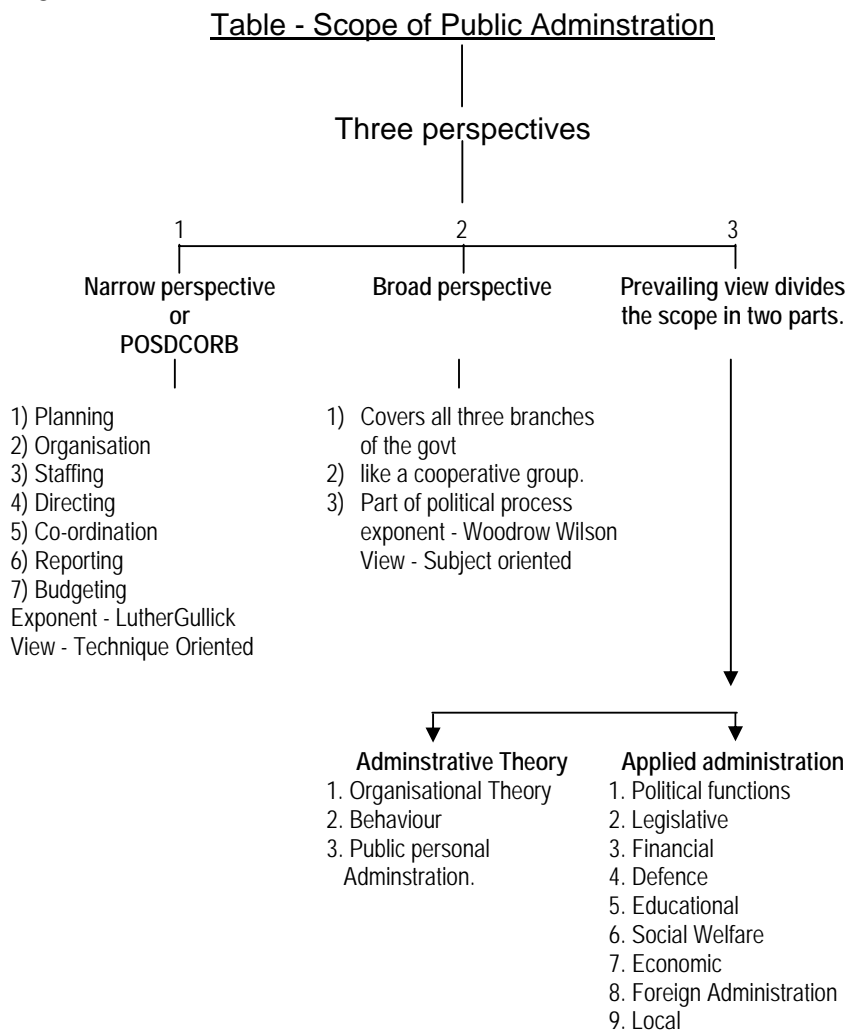 Table - Scope of Public Adminstration
Three perspectives
1
2
3
Narrow perspective
or
POSDCORB
Broad perspective
Prevailing view divides
the scope in two parts.
1) Planning
2) Organisation
3) Staffing
4) Directing
5) Co-ordination
6) Reporting
7) Budgeting
Exponent - LutherGullick
View - Technique Oriented
1) Covers all three branches
of the govt
2) like a cooperative group.
3) Part of political process
exponent - Woodrow Wilson
View - Subject oriented
Adminstrative Theory
1. Organisational Theory
2. Behaviour
3. Public personal
Adminstration.
Applied administration
1. Political functions
2. Legislative
3. Financial
4. Defence
5. Educational
6. Social Welfare
7. Economic
8. Foreign Administration
9. Local